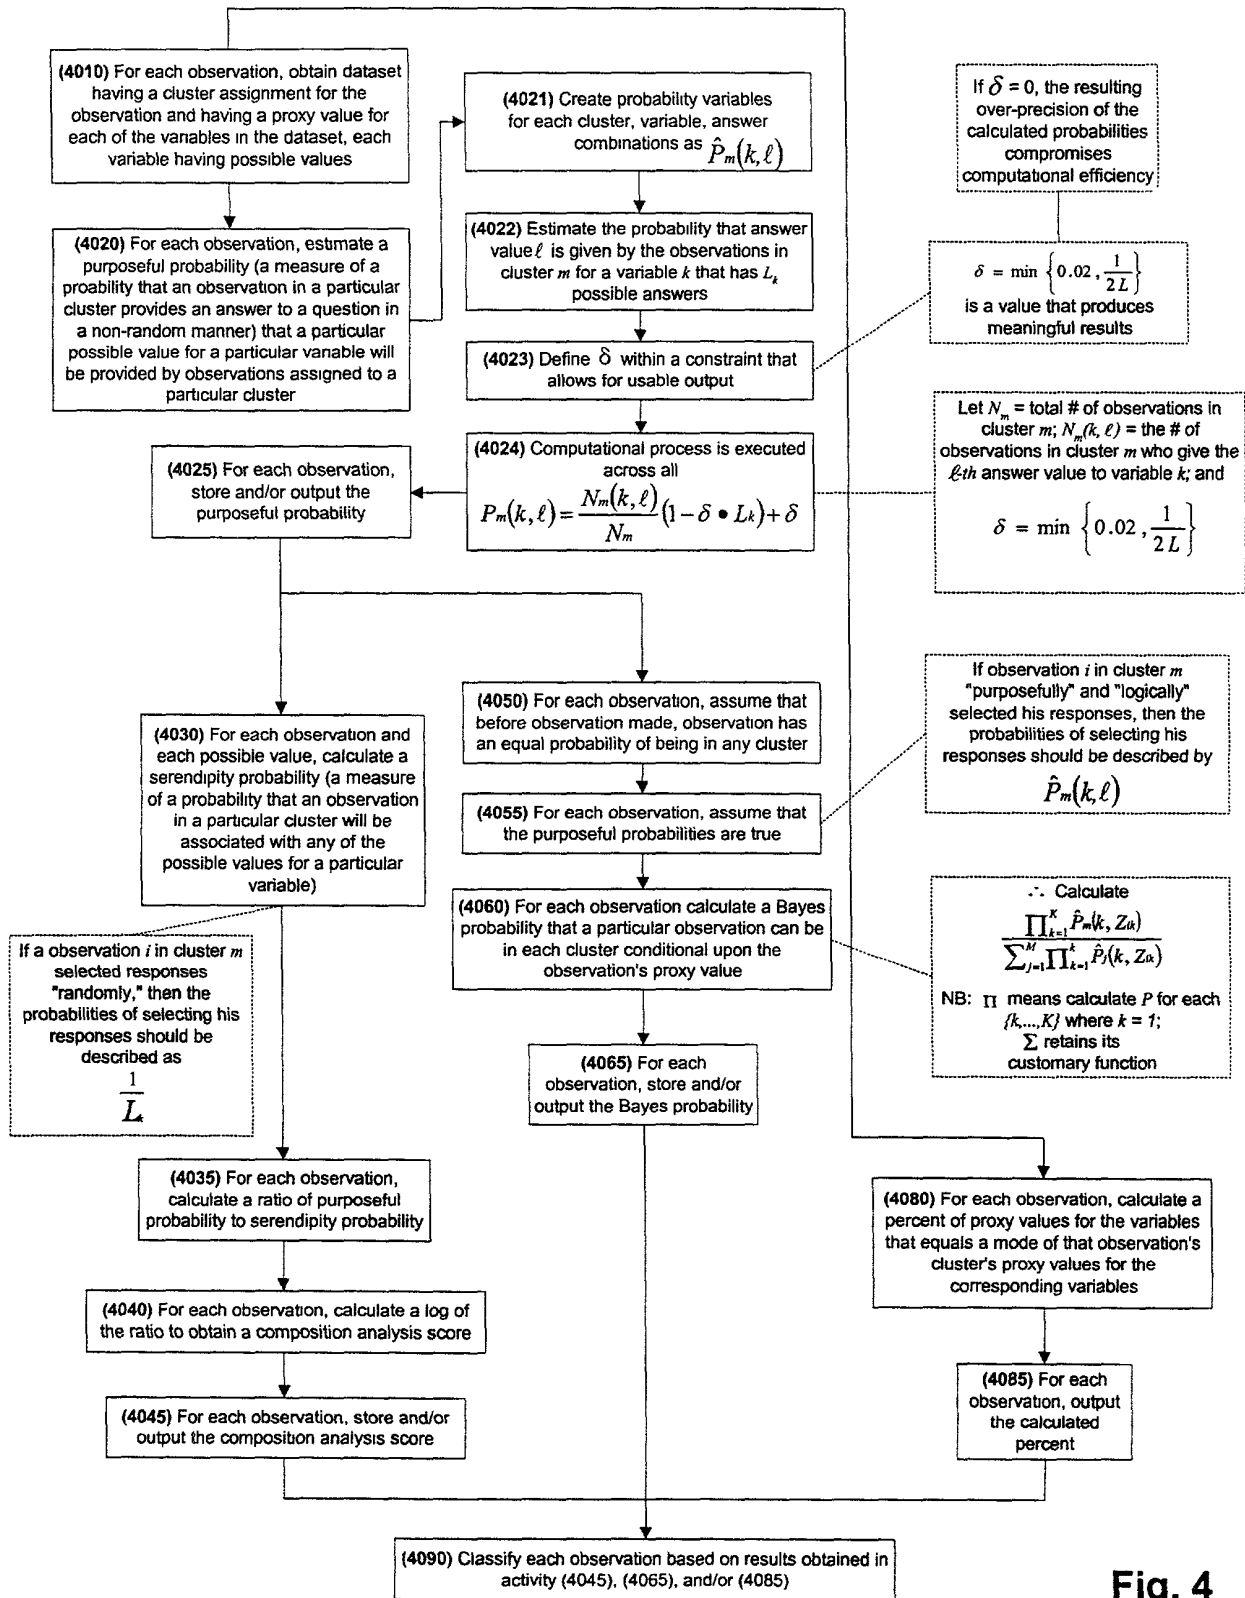 (4010) For each observation, obtain dataset
having a cluster assignment for the
observation and having a proxy value for
each of the variables in the dataset, each
variable having possible values
(4020) For each observation, estimate a
purposeful probability (a measure of a
proability that an observation in a particular
cluster provides an answer to a question in
a non-random manner) that a particular
possible value for a particular variable will
be provided by observations assigned to a
particular cluster
(4021) Create probability variables
for each cluster, variable, answer
combinations as P̂m(k,ℓ)
(4022) Estimate the probability that answer
value ℓ is given by the observations in
cluster m for a variable k that has Lk
possible answers
(4023) Define δ within a constraint that
allows for usable output
(4024) Computational process is executed
across all
Pm(k,ℓ) = Nm(k,ℓ) / Nm (1−δ • Lk)+δ
(4025) For each observation,
store and/or output the
purposeful probability
If δ = 0, the resulting
over-precision of the
calculated probabilities
compromises
computational efficiency
δ = min {0.02 , 1 / 2L}
is a value that produces
meaningful results
Let Nm = total # of observations in
cluster m; Nm(k, ℓ) = the # of
observations in cluster m who give the
ℓ-th answer value to variable k; and
δ = min {0.02 , 1 / 2L}
(4030) For each observation and
each possible value, calculate a
serendipity probability (a measure
of a probability that an observation
in a particular cluster will be
associated with any of the
possible values for a particular
variable)
If a observation i in cluster m
selected responses
"randomly," then the
probabilities of selecting his
responses should be
described as
1 / Lk
(4035) For each observation,
calculate a ratio of purposeful
probability to serendipity probability
(4040) For each observation, calculate a log of
the ratio to obtain a composition analysis score
(4045) For each observation, store and/or
output the composition analysis score
(4050) For each observation, assume that
before observation made, observation has
an equal probability of being in any cluster
(4055) For each observation, assume that
the purposeful probabilities are true
(4060) For each observation calculate a Bayes
probability that a particular observation can be
in each cluster conditional upon the
observation's proxy value
(4065) For each
observation, store and/or
output the Bayes probability
If observation i in cluster m
"purposefully" and "logically"
selected his responses, then the
probabilities of selecting his
responses should be described by
P̂m(k,ℓ)
∴ Calculate
∏ᴷk=1 P̂m(k, Zik)
∑ᴹj=1 ∏ᵏk=1 P̂j(k, Zik)
NB: Π means calculate P for each
{k,...,K} where k = 1;
Σ retains its
customary function
(4080) For each observation, calculate a
percent of proxy values for the variables
that equals a mode of that observation's
cluster's proxy values for the
corresponding variables
(4085) For each
observation, output
the calculated
percent
(4090) Classify each observation based on results obtained in
activity (4045), (4065), and/or (4085)
Fig. 4